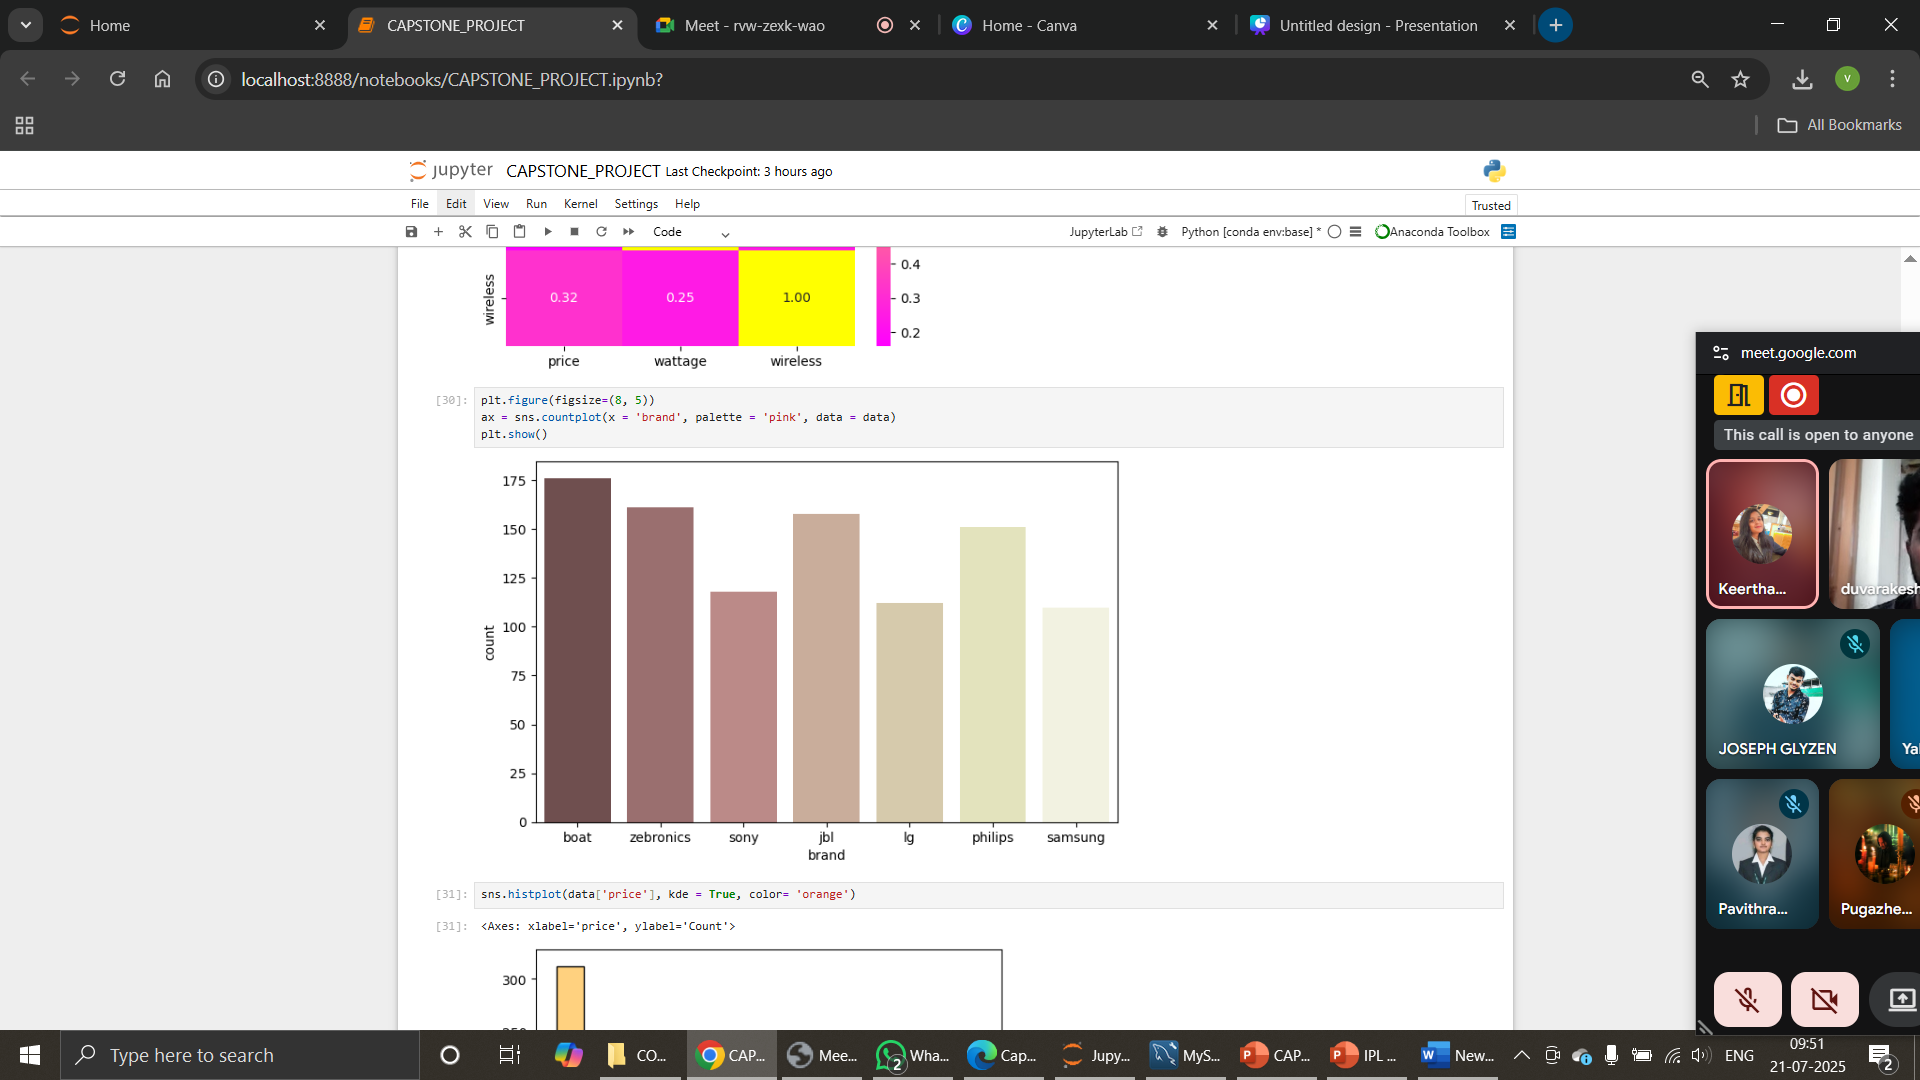 Home
CAPSTONE_PROJECT
Meet - rvw-zexk-wao
Home - Canva
Untitled design - Presentation
localhost:8888/notebooks/CAPSTONE_PROJECT.ipynb?
V
All Bookmarks
jupyter CAPSTONE_PROJECT Last Checkpoint: 3 hours ago
File Edit View Run Kernel Settings Help
Trusted
Code
JupyterLab
Python [conda env:base] *
Anaconda Toolbox
wireless
0.32 0.25 1.00
0.4
0.3
0.2
price wattage wireless
[30]:
plt.figure(figsize=(8, 5))
ax = sns.countplot(x = 'brand', palette = 'pink', data = data)
plt.show()
175
150
125
100
75
50
25
0
count
boat zebronics sony jbl lg philips samsung
brand
[31]: sns.histplot(data['price'], kde = True, color= 'orange')
[31]: <Axes: xlabel='price', ylabel='Count'>
300
meet.google.com
This call is open to anyone
Keertha...
duvarakesh
JOSEPH GLYZEN
Pavithra...
Pugazhe...
Type here to search
CO...
CAP...
Mee...
2
Wha...
Cap...
Jupy...
MyS...
CAP...
IPL ...
New...
ENG
09:51
21-07-2025
2